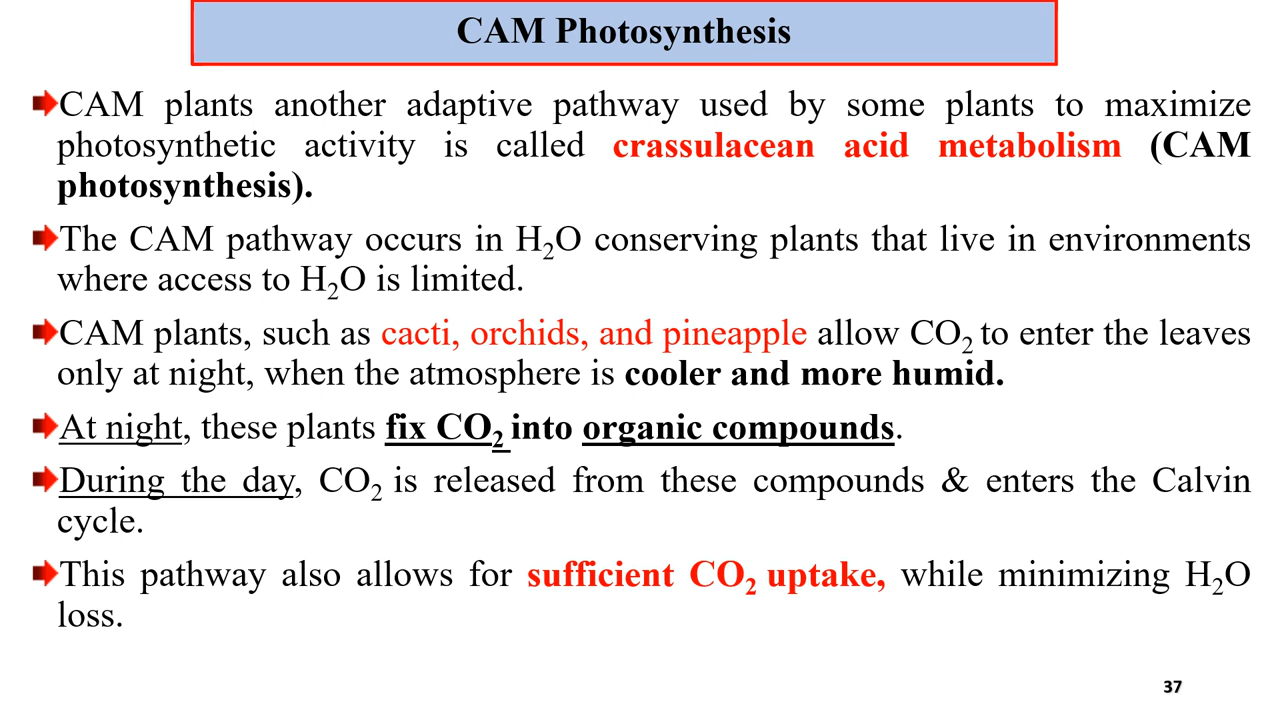 CAM Photosynthesis
CAM plants another adaptive pathway used by some plants to maximize
photosynthetic activity is called crassulacean acid metabolism (CAM
photosynthesis).
The CAM pathway occurs in H₂O conserving plants that live in environments
where access to H₂O is limited.
CAM plants, such as cacti, orchids, and pineapple allow CO₂ to enter the leaves
only at night, when the atmosphere is cooler and more humid.
At night, these plants fix CO₂ into organic compounds.
During the day, CO₂ is released from these compounds & enters the Calvin
cycle.
This pathway also allows for sufficient CO₂ uptake, while minimizing H₂O
loss.
37